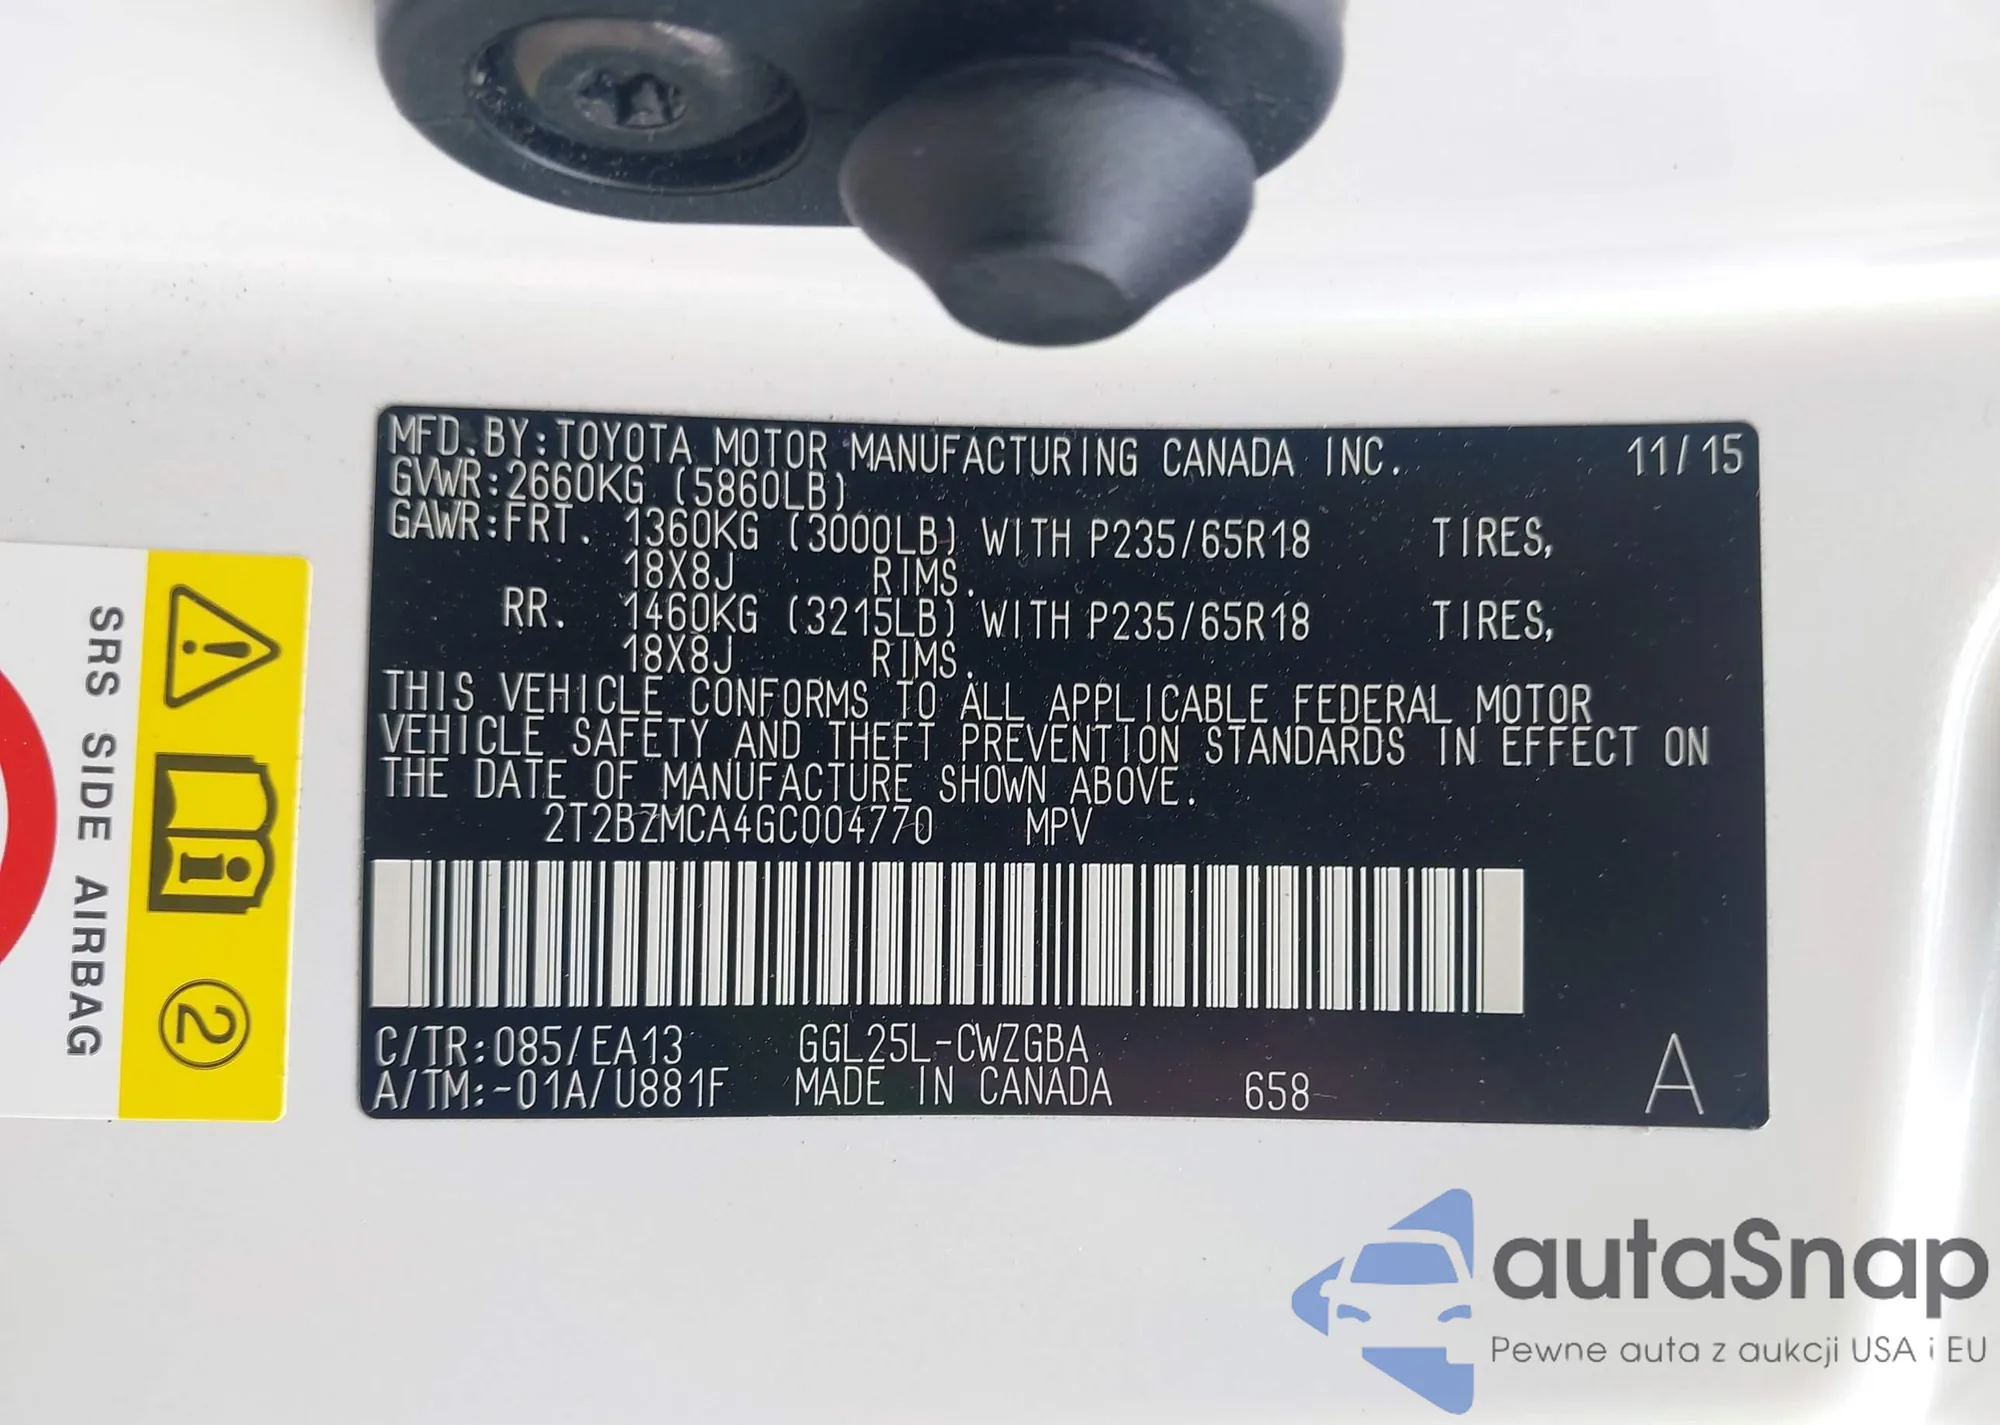 MFD.BY:TOYOTA MOTOR MANUFACTURING CANADA INC. 11/15
GVWR:2660KG (5860LB)
GAWR:FRT. 1360KG (3000LB) WITH P235/65R18 TIRES,
18X8J RIMS.
RR. 1460KG (3215LB) WITH P235/65R18 TIRES,
18X8J RIMS.
THIS VEHICLE CONFORMS TO ALL APPLICABLE FEDERAL MOTOR
VEHICLE SAFETY AND THEFT PREVENTION STANDARDS IN EFFECT ON
THE DATE OF MANUFACTURE SHOWN ABOVE.
2T2BZMCA4GC004770 MPV
C/TR:085/EA13 GGL25L-CWZGBA
A/TM:-01A/U881F MADE IN CANADA 658 A
SRS SIDE AIRBAG
2
autaSnap
Pewne auta z aukcji USA i EU